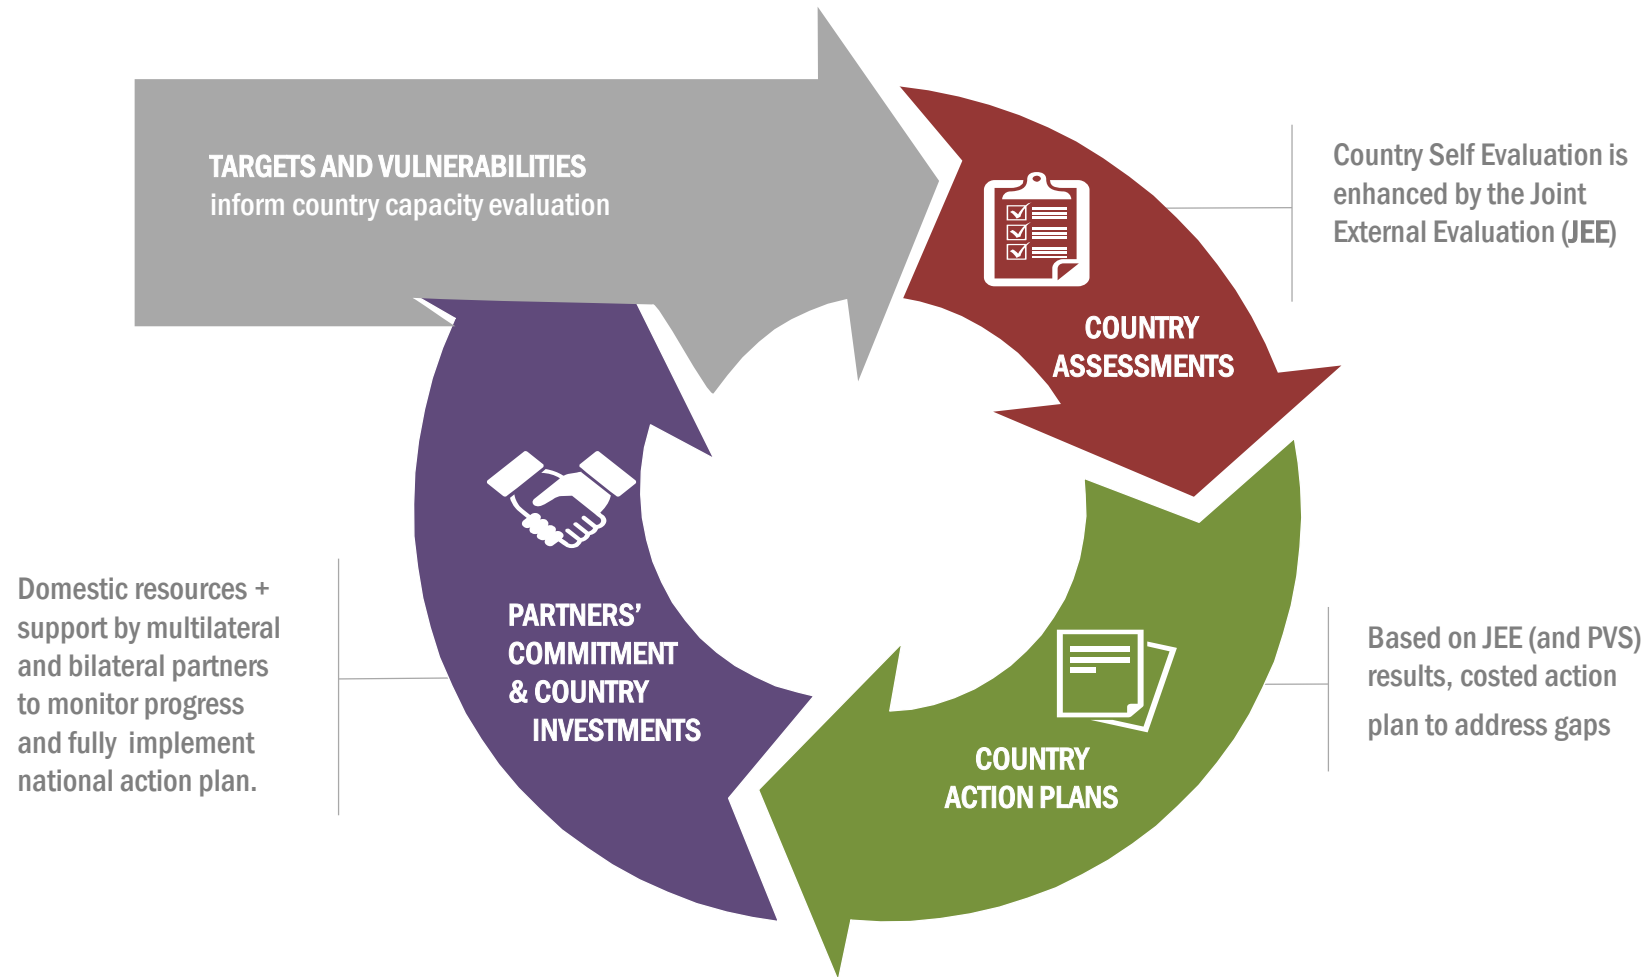 TARGETS AND VULNERABILITIES
inform country capacity evaluation
Country Self Evaluation is
enhanced by the Joint
External Evaluation (JEE)
COUNTRY
ASSESSMENTS
Based on JEE (and PVS)
results, costed action
plan to address gaps
COUNTRY
ACTION PLANS
PARTNERS’
COMMITMENT
& COUNTRY
INVESTMENTS
Domestic resources +
support by multilateral
and bilateral partners
to monitor progress
and fully implement
national action plan.